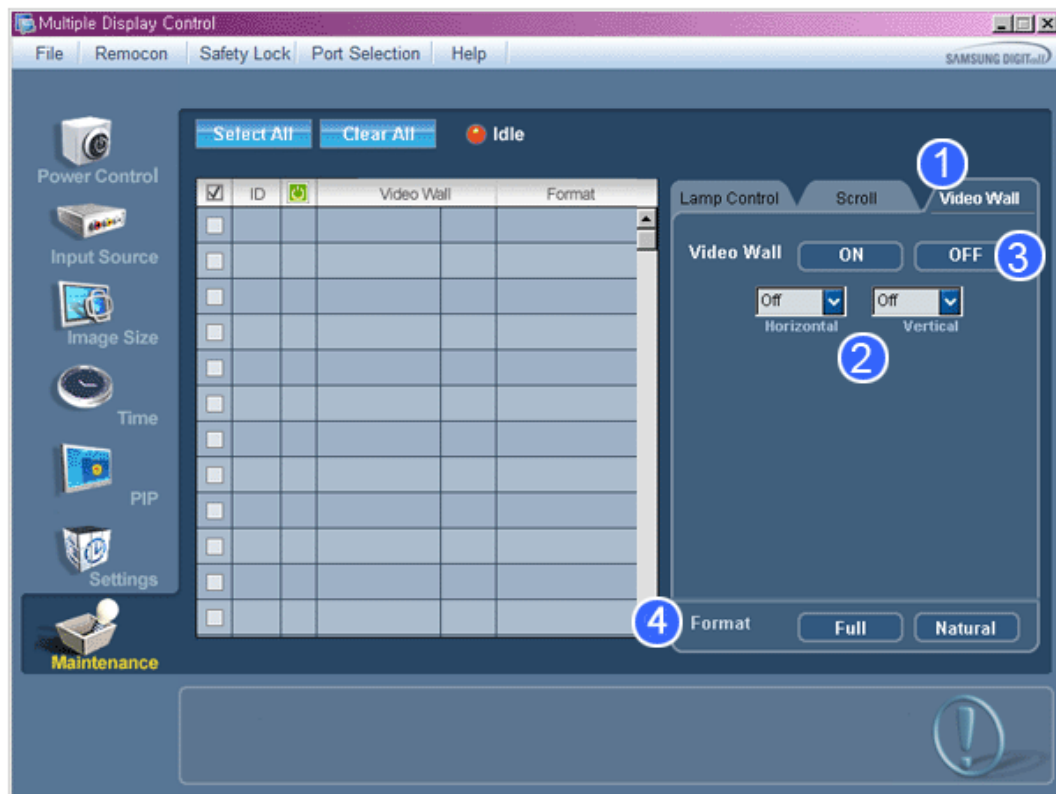 Multiple Display Control
File Remocon Safety Lock Port Selection Help
SAMSUNG DIGITall
Select All Clear All Idle
Power Control
Input Source
Image Size
Time
PIP
Settings
Maintenance
ID Video Wall Format
1
Lamp Control Scroll Video Wall
Video Wall ON OFF 3
Off Off
Horizontal Vertical
2
4 Format Full Natural